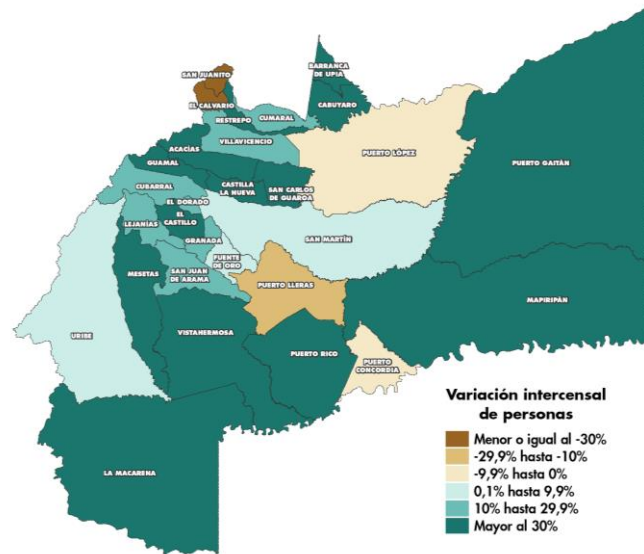 SAN JUANITO
EL CALVARIO
BARRANCA
DE UPIA
CABUYARO
RESTREPO
CUMARAL
VILLAVICENCIO
ACACÍAS
GUAMAL
PUERTO LÓPEZ
PUERTO GAITÁN
CUBARRAL
CASTILLA
LA NUEVA
SAN CARLOS
DE GUAROA
EL DORADO
EL
CASTILLO
LEJANÍAS
GRANADA
SAN MARTÍN
FUENTE
DE ORO
MESETAS
SAN JUAN
DE ARAMA
PUERTO LLERAS
MAPIRIPÁN
URIBE
VISTAHERMOSA
PUERTO RICO
PUERTO
CONCORDIA
LA MACARENA
Variación intercensal
de personas
Menor o igual al -30%
-29,9% hasta -10%
-9,9% hasta 0%
0,1% hasta 9,9%
10% hasta 29,9%
Mayor al 30%